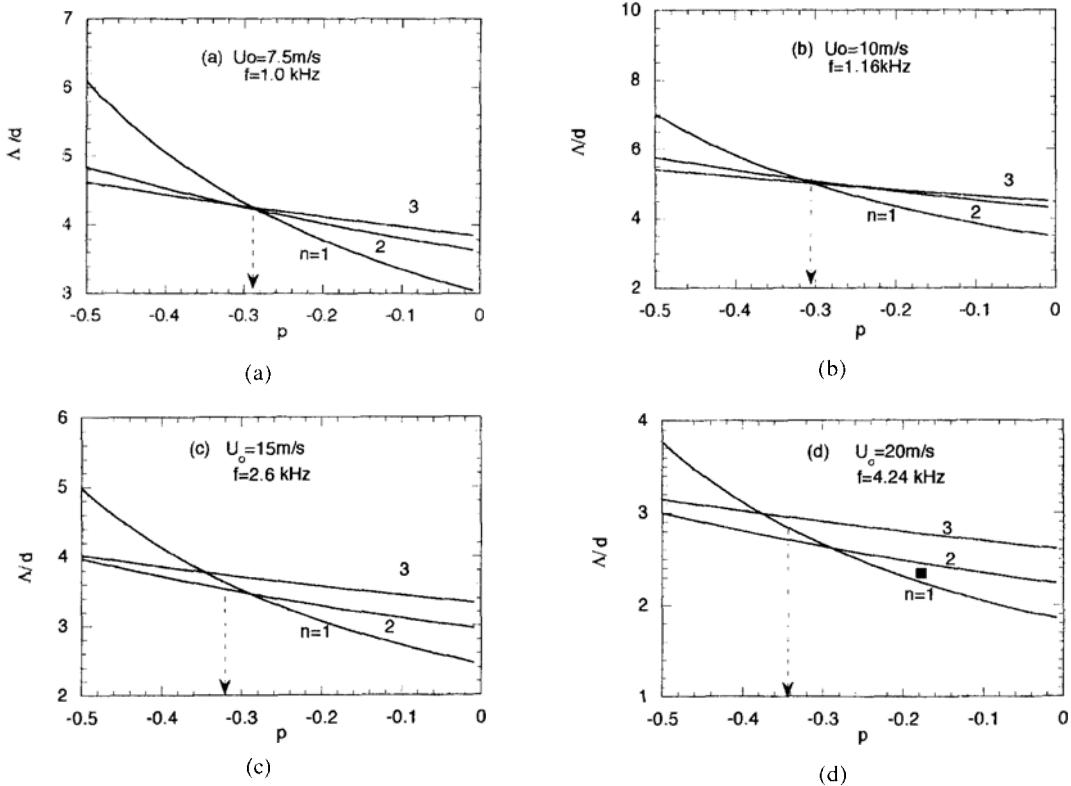 7
6
5
4
3
Λ/d
(a) Uo=7.5m/s
f=1.0 kHz
3
2
n=1
-0.5 -0.4 -0.3 -0.2 -0.1 0
p
(a)
10
8
6
4
2
Λ/d
(b) Uo=10m/s
f=1.16kHz
3
2
n=1
-0.5 -0.4 -0.3 -0.2 -0.1 0
p
(b)
6
5
4
3
2
Λ/d
(c) U_o=15m/s
f=2.6 kHz
3
2
n=1
-0.5 -0.4 -0.3 -0.2 -0.1 0
p
(c)
4
3
2
1
Λ/d
(d) U_o=20m/s
f=4.24 kHz
3
2
n=1
-0.5 -0.4 -0.3 -0.2 -0.1 0
p
(d)